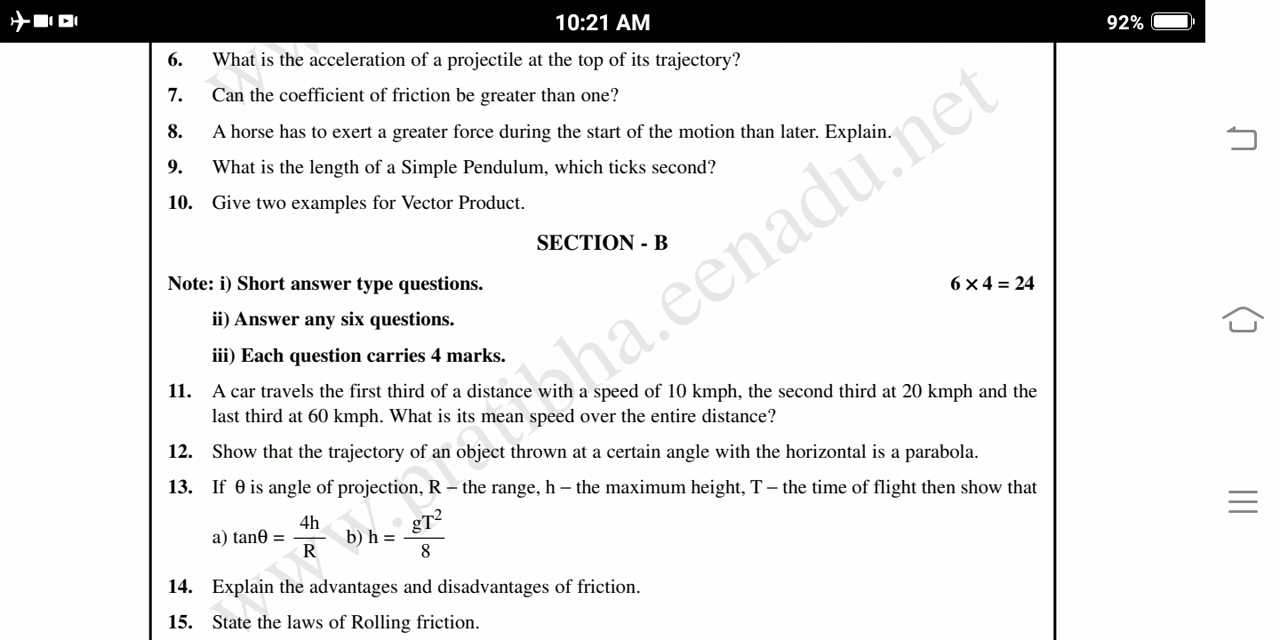 10:21 AM
92%
6. What is the acceleration of a projectile at the top of its trajectory?
7. Can the coefficient of friction be greater than one?
8. A horse has to exert a greater force during the start of the motion than later. Explain.
9. What is the length of a Simple Pendulum, which ticks second?
10. Give two examples for Vector Product.
SECTION - B
Note: i) Short answer type questions. 6 × 4 = 24
ii) Answer any six questions.
iii) Each question carries 4 marks.
11. A car travels the first third of a distance with a speed of 10 kmph, the second third at 20 kmph and the
last third at 60 kmph. What is its mean speed over the entire distance?
12. Show that the trajectory of an object thrown at a certain angle with the horizontal is a parabola.
13. If θ is angle of projection, R – the range, h – the maximum height, T – the time of flight then show that
a) tanθ = 4h/R b) h = gT²/8
14. Explain the advantages and disadvantages of friction.
15. State the laws of Rolling friction.
www.pratibha.eenadu.net